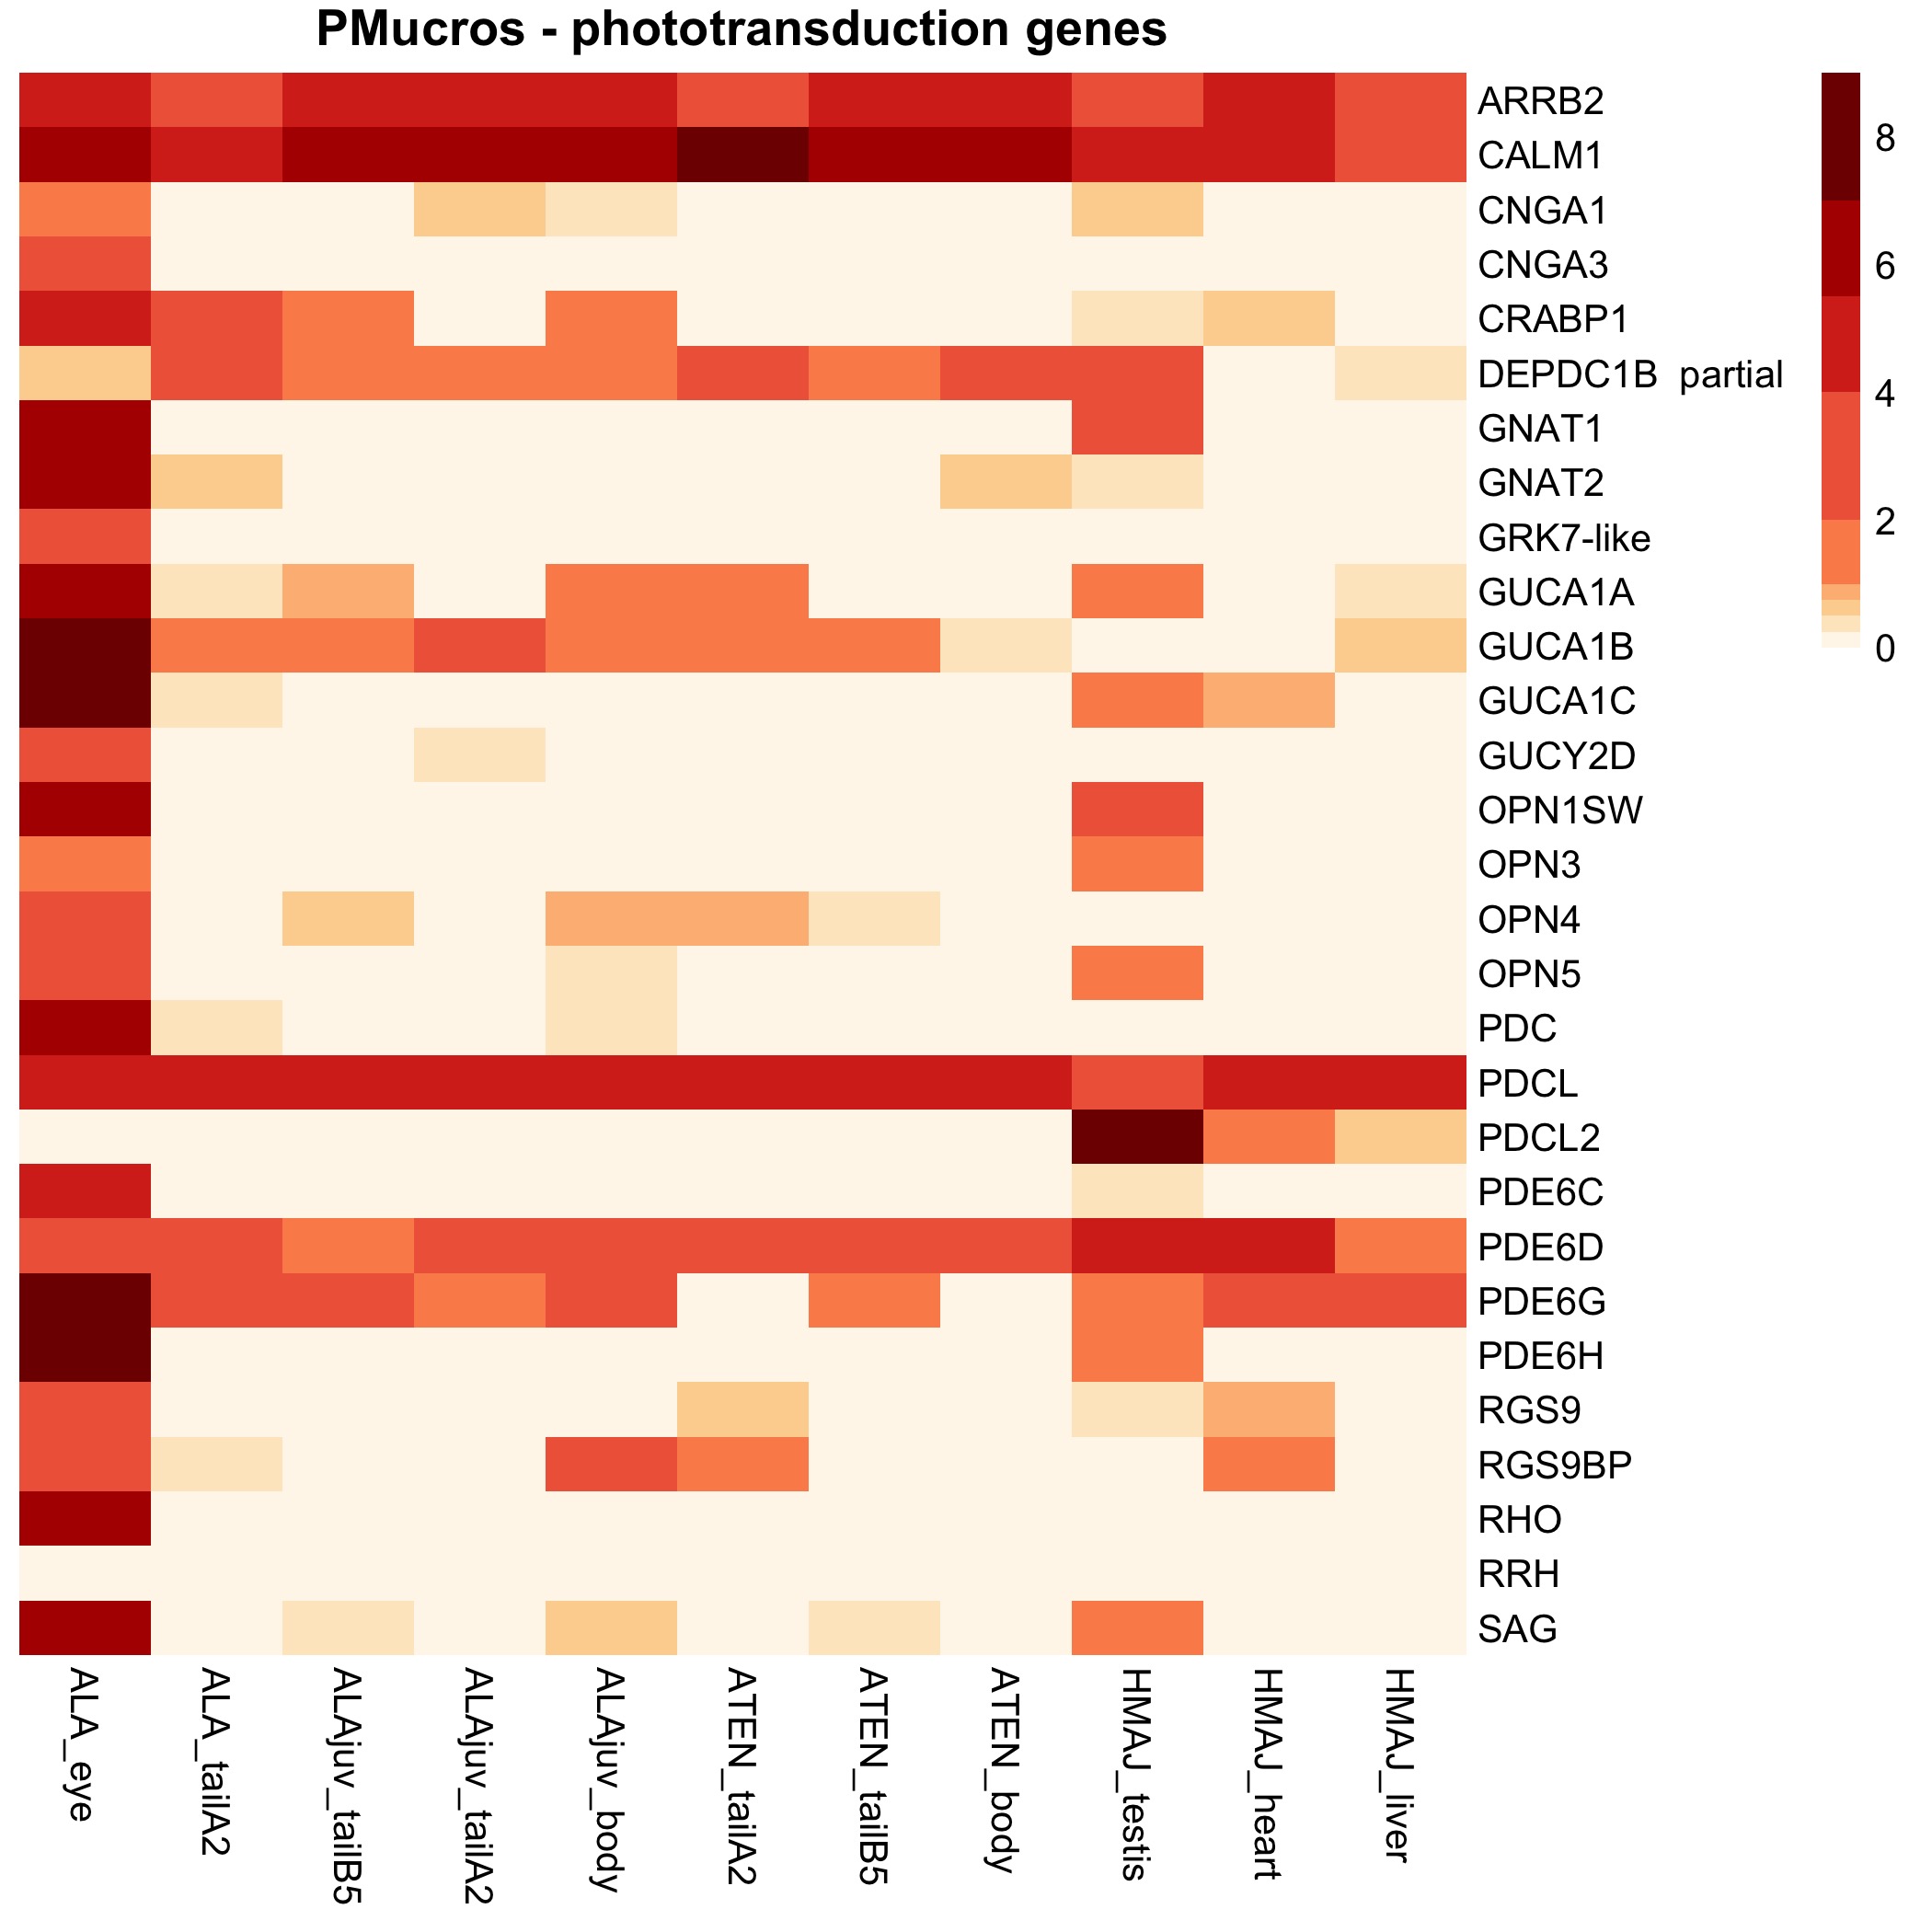 PMucros - phototransduction genes
ARRB2
CALM1
CNGA1
CNGA3
CRABP1
DEPDC1B partial
GNAT1
GNAT2
GRK7-like
GUCA1A
GUCA1B
GUCA1C
GUCY2D
OPN1SW
OPN3
OPN4
OPN5
PDC
PDCL
PDCL2
PDE6C
PDE6D
PDE6G
PDE6H
RGS9
RGS9BP
RHO
RRH
SAG
8
6
4
2
0
ALA_eye
ALA_tailA2
ALAjuv_tailB5
ALAjuv_tailA2
ALAjuv_body
ATEN_tailA2
ATEN_tailB5
ATEN_body
HMAJ_testis
HMAJ_heart
HMAJ_liver